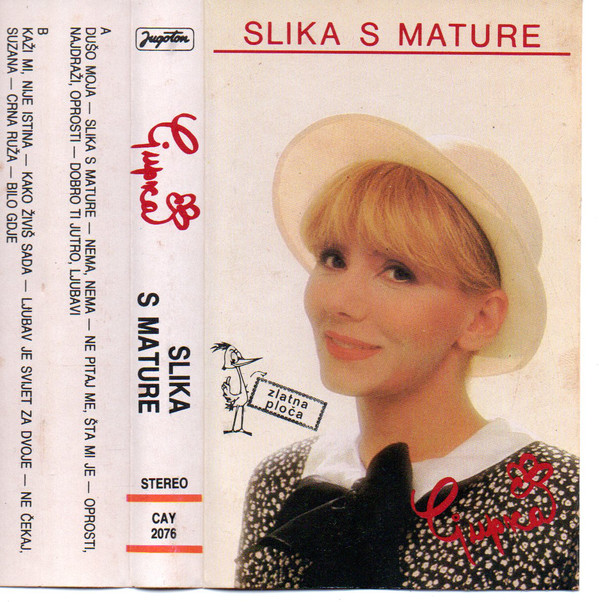 SLIKA S MATURE
zlatna
ploča
Ljupka
Jugoton
Ljupka
SLIKA
S MATURE
STEREO
CAY
2076
A
DUŠO MOJA — SLIKA S MATURE — NEMA, NEMA — NE PITAJ ME, ŠTA MI JE — OPROSTI,
NAJDRAŽI, OPROSTI — DOBRO TI JUTRO, LJUBAVI
B
KAŽI MI, NIJE ISTINA — KAKO ŽIVIŠ SADA — LJUBAV JE SVIJET ZA DVOJE — NE ČEKAJ,
SUZANA — CRNA RUŽA — BILO GDJE